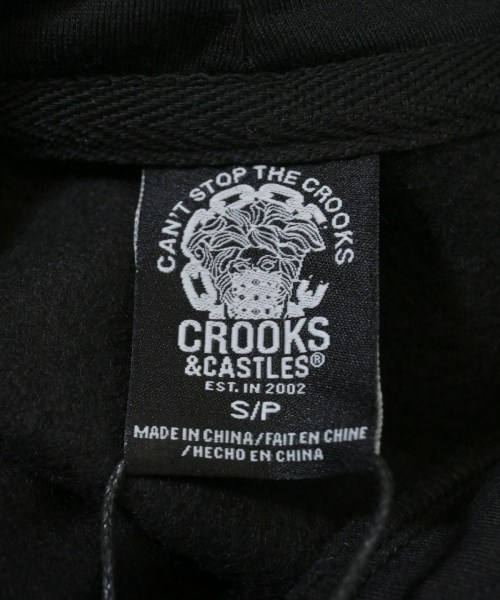 CAN'T STOP THE CROOKS
CROOKS
&CASTLES®
EST. IN 2002
S/P
MADE IN CHINA/FAIT EN CHINE
/HECHO EN CHINA